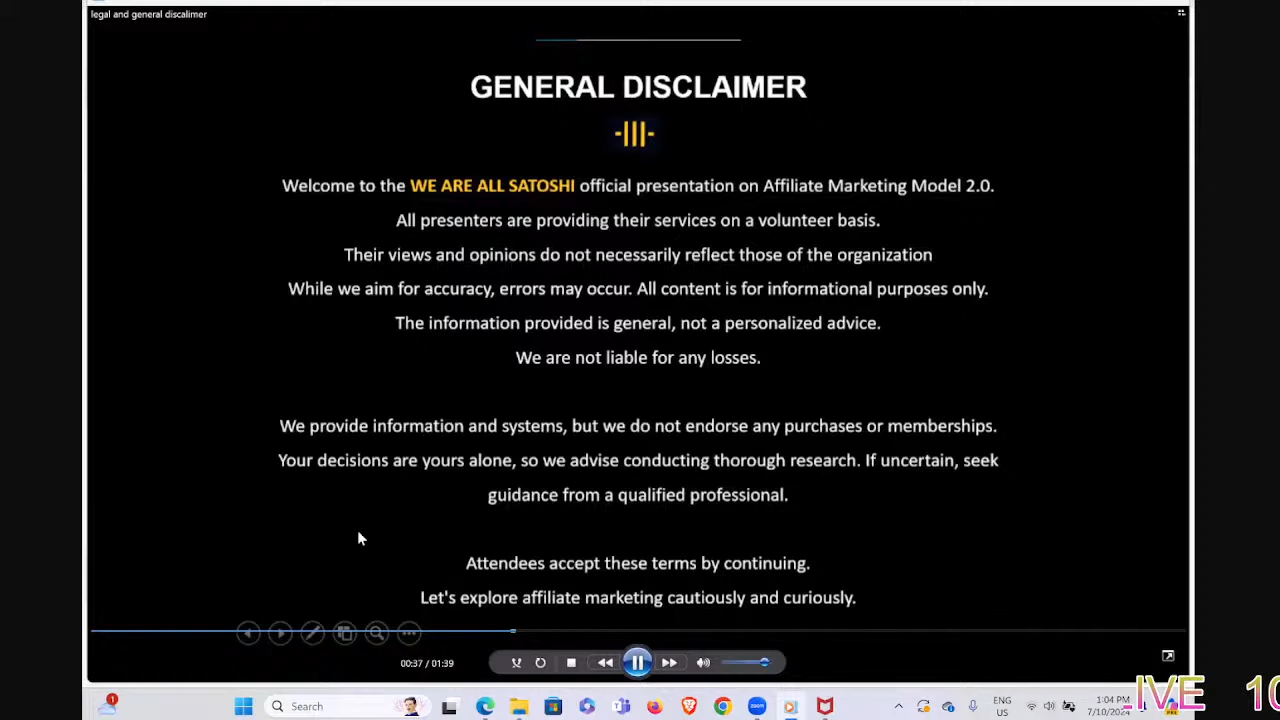 legal and general discalimer
GENERAL DISCLAIMER
Welcome to the WE ARE ALL SATOSHI official presentation on Affiliate Marketing Model 2.0.
All presenters are providing their services on a volunteer basis.
Their views and opinions do not necessarily reflect those of the organization
While we aim for accuracy, errors may occur. All content is for informational purposes only.
The information provided is general, not a personalized advice.
We are not liable for any losses.
We provide information and systems, but we do not endorse any purchases or memberships.
Your decisions are yours alone, so we advise conducting thorough research. If uncertain, seek
guidance from a qualified professional.
Attendees accept these terms by continuing.
Let's explore affiliate marketing cautiously and curiously.
00:37 / 01:39
1
Search
zoom
ENG
US
1:04 PM
7/10/2024
PRE
LIVE 10